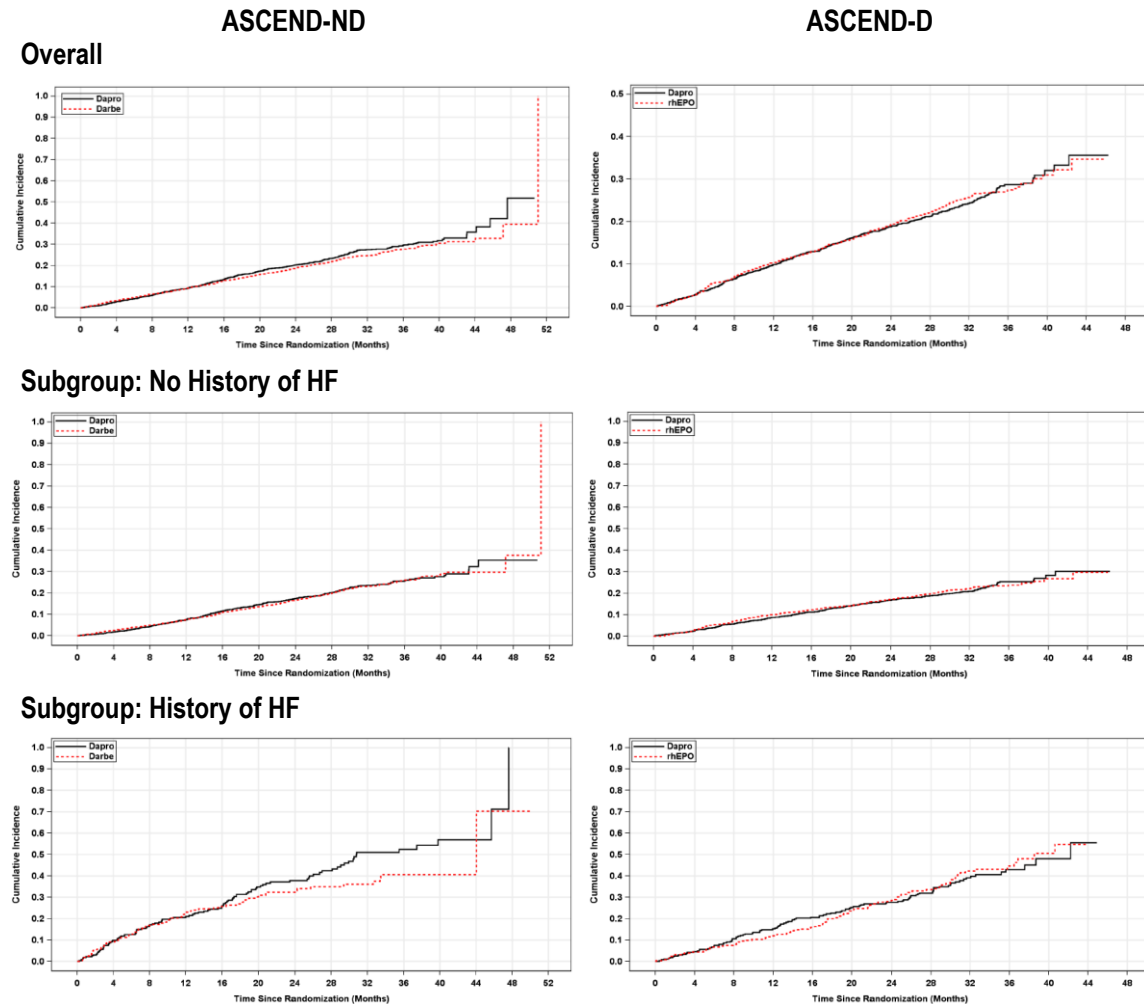 ASCEND-ND
ASCEND-D
Overall
Dapro
Darbe
Cumulative Incidence
1.0
0.9
0.8
0.7
0.6
0.5
0.4
0.3
0.2
0.1
0.0
0 4 8 12 16 20 24 28 32 36 40 44 48 52
Time Since Randomization (Months)
Dapro
rhEPO
Cumulative Incidence
0.5
0.4
0.3
0.2
0.1
0.0
0 4 8 12 16 20 24 28 32 36 40 44 48
Time Since Randomization (Months)
Subgroup: No History of HF
Dapro
Darbe
Cumulative Incidence
1.0
0.9
0.8
0.7
0.6
0.5
0.4
0.3
0.2
0.1
0.0
0 4 8 12 16 20 24 28 32 36 40 44 48 52
Time Since Randomization (Months)
Dapro
rhEPO
Cumulative Incidence
1.0
0.9
0.8
0.7
0.6
0.5
0.4
0.3
0.2
0.1
0.0
0 4 8 12 16 20 24 28 32 36 40 44 48
Time Since Randomization (Months)
Subgroup: History of HF
Dapro
Darbe
Cumulative Incidence
1.0
0.9
0.8
0.7
0.6
0.5
0.4
0.3
0.2
0.1
0.0
0 4 8 12 16 20 24 28 32 36 40 44 48 52
Time Since Randomization (Months)
Dapro
rhEPO
Cumulative Incidence
1.0
0.9
0.8
0.7
0.6
0.5
0.4
0.3
0.2
0.1
0.0
0 4 8 12 16 20 24 28 32 36 40 44 48
Time Since Randomization (Months)